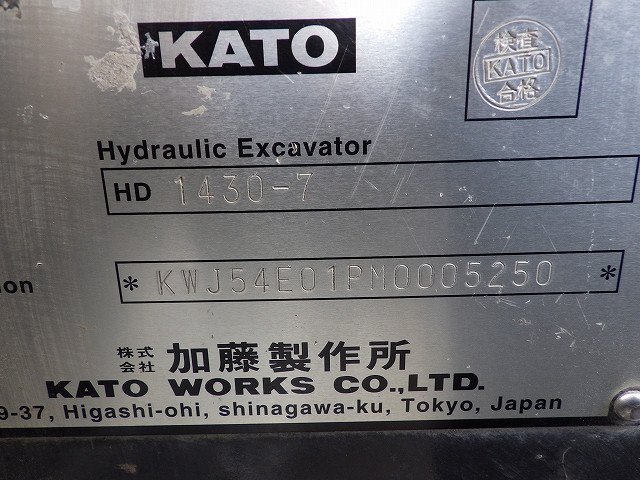 KATO
検査
KATO
合格
Hydraulic Excavator
HD 1430-7
* KWJ54E01PN0005250 *
株式会社 加藤製作所
KATO WORKS CO.,LTD.
9-37, Higashi-ohi, shinagawa-ku, Tokyo, Japan